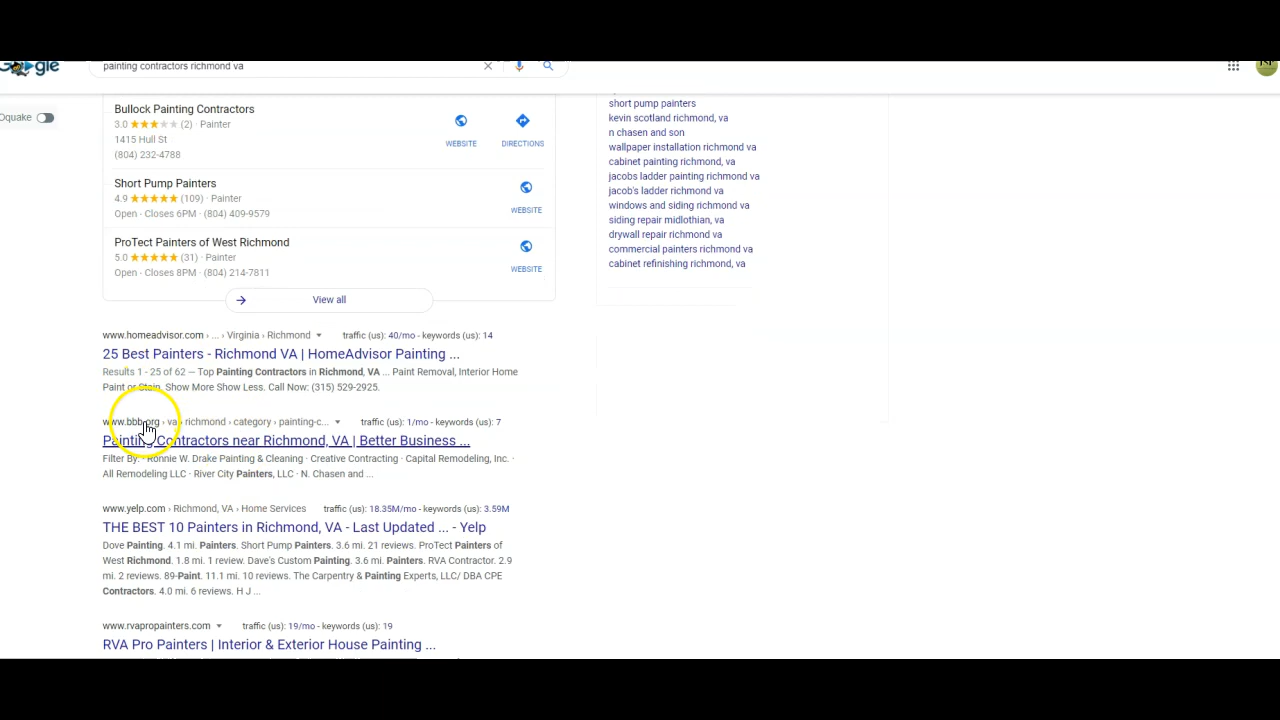 painting contractors richmond va
Oquake
Bullock Painting Contractors
3.0 (2) · Painter
1415 Hull St
(804) 232-4788
WEBSITE
DIRECTIONS
Short Pump Painters
4.9 (109) · Painter
Open · Closes 6PM · (804) 409-9579
WEBSITE
ProTect Painters of West Richmond
5.0 (31) · Painter
Open · Closes 8PM · (804) 214-7811
WEBSITE
View all
www.homeadvisor.com › ... › Virginia › Richmond traffic (us): 40/mo - keywords (us): 14
25 Best Painters - Richmond VA | HomeAdvisor Painting ...
Results 1 - 25 of 62 — Top Painting Contractors in Richmond, VA ... Paint Removal, Interior Home
Paint or Stain. Show More Show Less. Call Now: (315) 529-2925.
www.bbb.org › va › richmond › category › painting-c... traffic (us): 1/mo - keywords (us): 7
Painting Contractors near Richmond, VA | Better Business ...
Filter By: · Ronnie W. Drake Painting & Cleaning · Creative Contracting · Capital Remodeling, Inc. ·
All Remodeling LLC · River City Painters, LLC · N. Chasen and ...
www.yelp.com › Richmond, VA › Home Services traffic (us): 18.35M/mo - keywords (us): 3.59M
THE BEST 10 Painters in Richmond, VA - Last Updated ... - Yelp
Dove Painting. 4.1 mi. Painters. Short Pump Painters. 3.6 mi. 21 reviews. ProTect Painters of
West Richmond. 1.8 mi. 1 review. Dave's Custom Painting. 3.6 mi. Painters. RVA Contractor. 2.9
mi. 2 reviews. 89-Paint. 11.1 mi. 10 reviews. The Carpentry & Painting Experts, LLC/ DBA CPE
Contractors. 4.0 mi. 6 reviews. H J ...
www.rvapropainters.com traffic (us): 19/mo - keywords (us): 19
RVA Pro Painters | Interior & Exterior House Painting ...
short pump painters
kevin scotland richmond, va
n chasen and son
wallpaper installation richmond va
cabinet painting richmond, va
jacobs ladder painting richmond va
jacob's ladder richmond va
windows and siding richmond va
siding repair midlothian, va
drywall repair richmond va
commercial painters richmond va
cabinet refinishing richmond, va